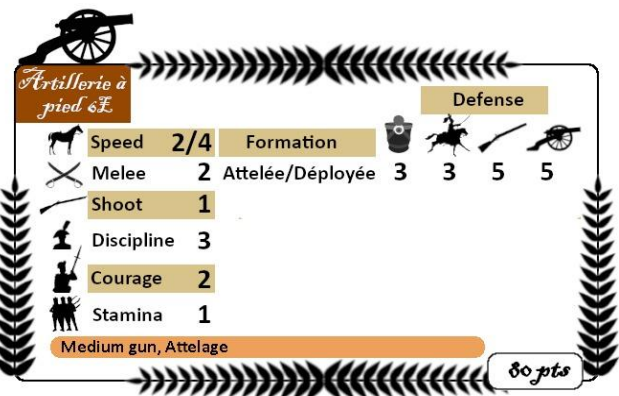 Artillerie à
pied 6£
Defense
Speed 2/4 Formation
Melee 2 Attelée/Déployée 3 3 5 5
Shoot 1
Discipline 3
Courage 2
Stamina 1
Medium gun, Attelage
80 pts